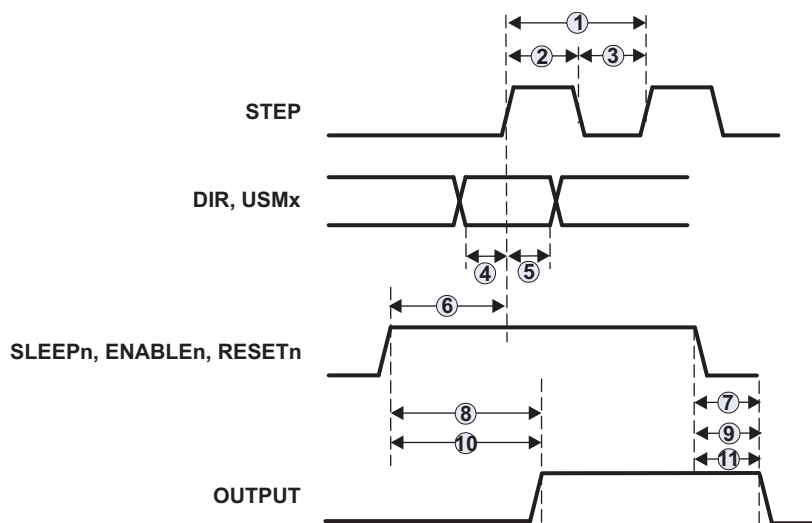 1
2 3
STEP
DIR, USMx
4 5
6
SLEEPn, ENABLEn, RESETn
7
8
9
10
11
OUTPUT